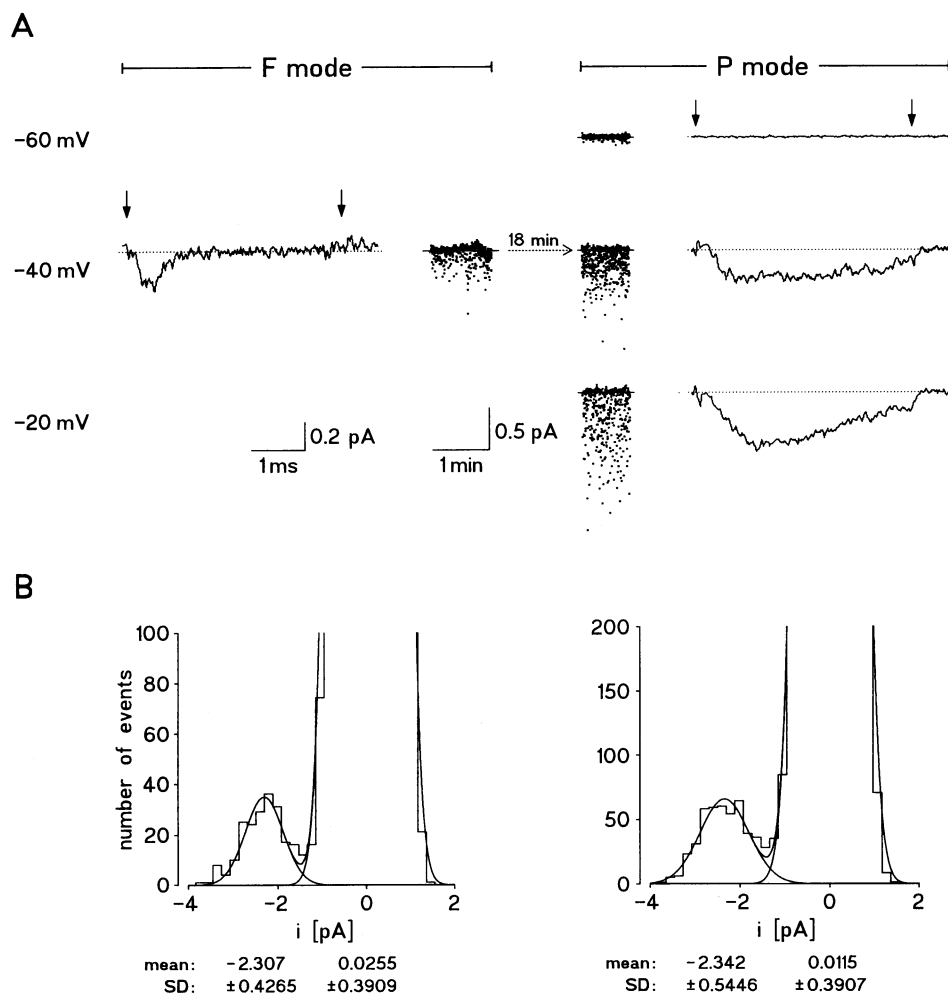 A
F mode
P mode
-60 mV
-40 mV
18 min
-20 mV
0.2 pA
1ms
0.5 pA
1min
B
number of events
100
80
60
40
20
0
-4
-2
0
2
i [pA]
mean: -2.307 0.0255
SD: ±0.4265 ±0.3909
200
150
100
50
0
-4
-2
0
2
i [pA]
mean: -2.342 0.0115
SD: ±0.5446 ±0.3907